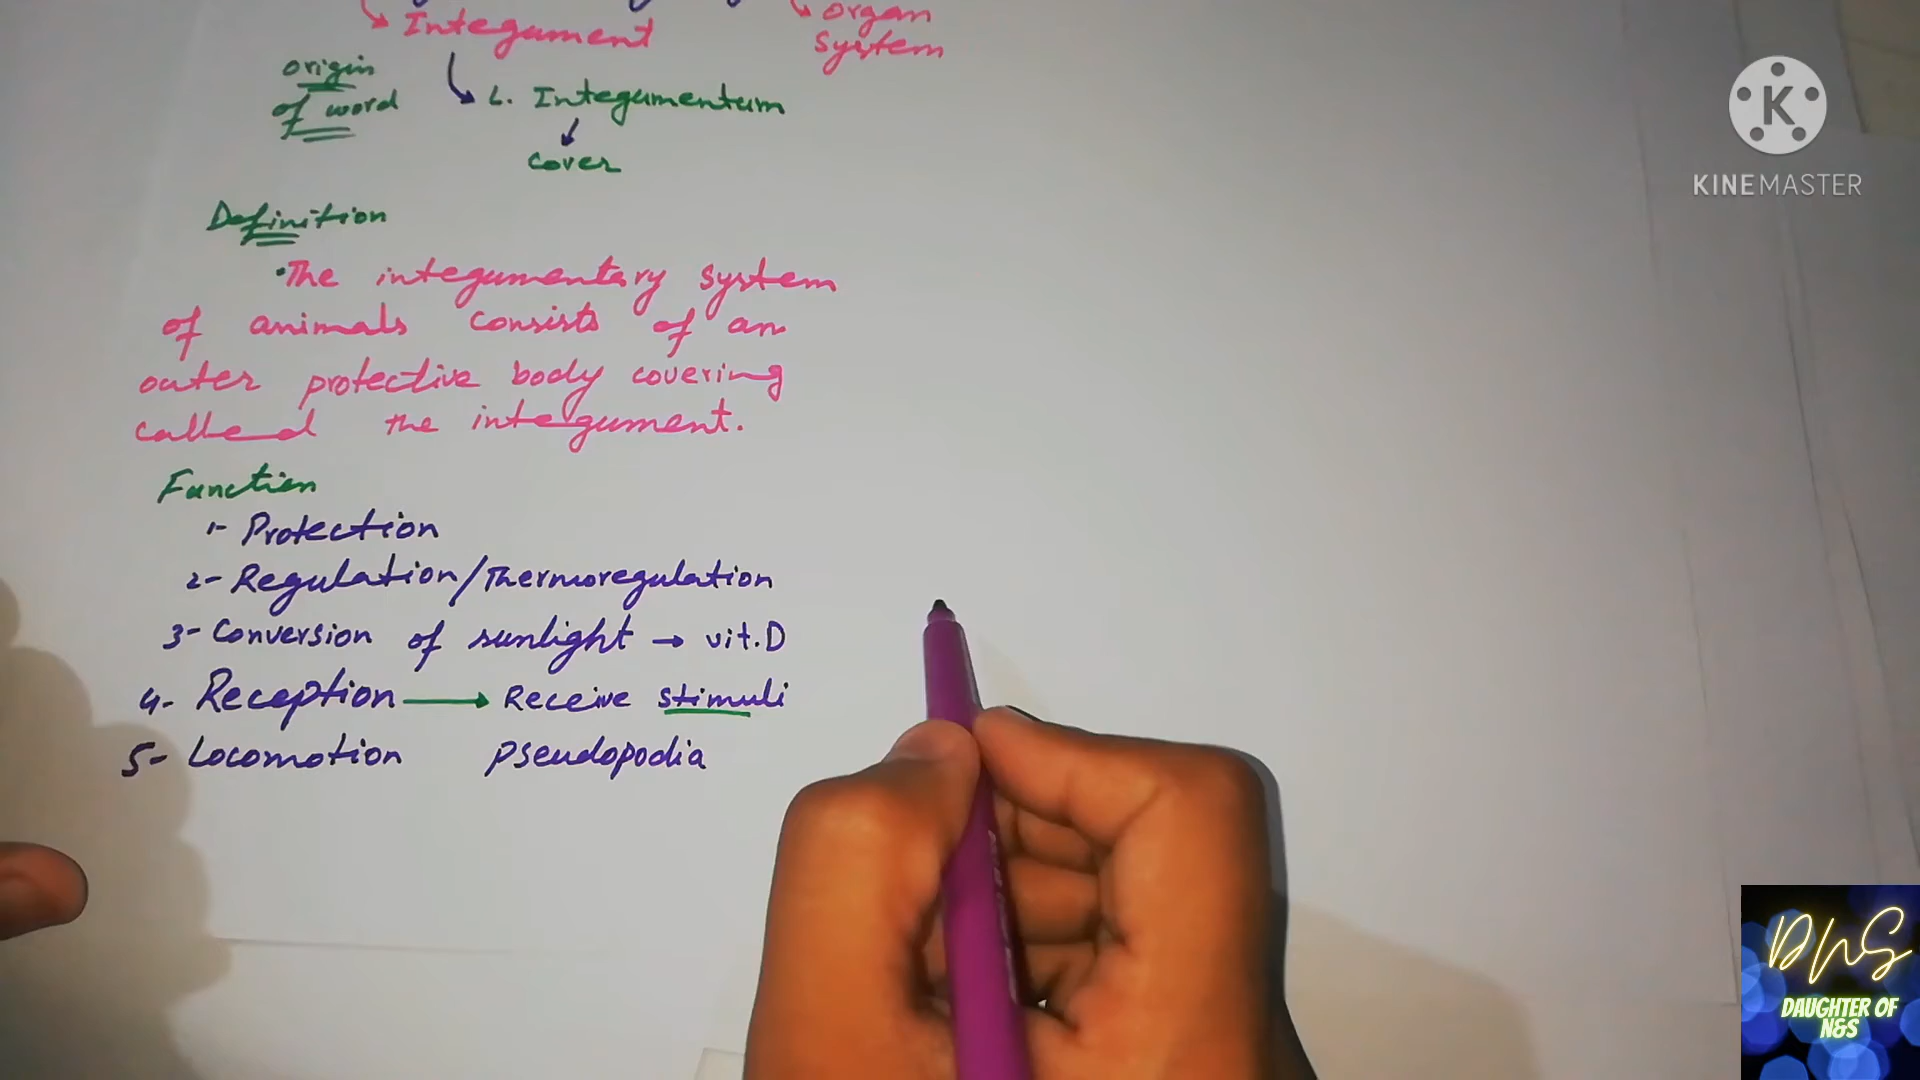 Integument
organ
system
origin
of word
L. Integumentum
cover
Definition
The integumentary system
of animals consists of an
outer protective body covering
called the integument.
Function
1- Protection
2- Regulation/Thermoregulation
3- Conversion of sunlight → vit.D
4- Reception → Receive stimuli
5- Locomotion pseudopodia
K
KINEMASTER
DNS
DAUGHTER OF
N&S